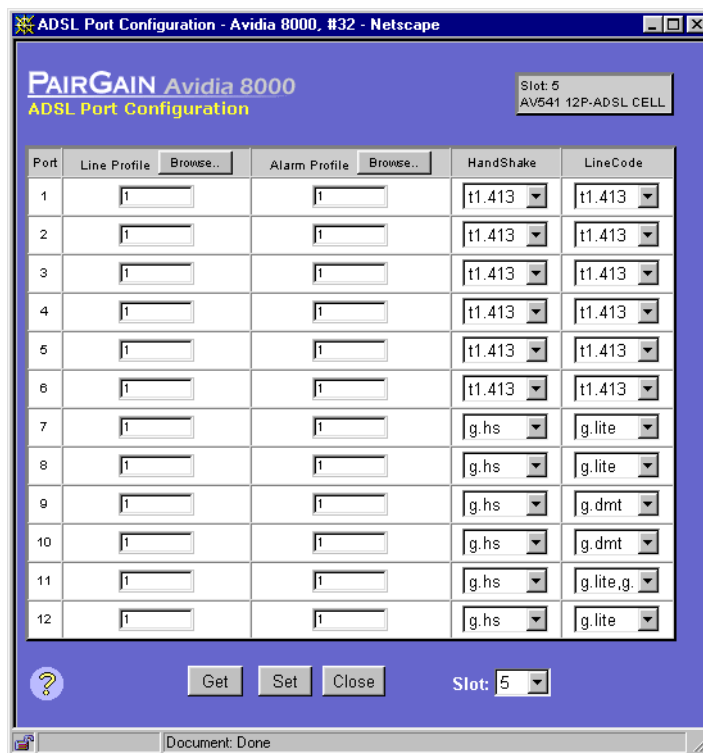 ADSL Port Configuration - Avidia 8000, #32 - Netscape
PAIRGAIN Avidia 8000
ADSL Port Configuration
Slot: 5
AV541 12P-ADSL CELL
Port Line Profile Browse.. Alarm Profile Browse.. HandShake LineCode
1 1 1 t1.413 t1.413
2 1 1 t1.413 t1.413
3 1 1 t1.413 t1.413
4 1 1 t1.413 t1.413
5 1 1 t1.413 t1.413
6 1 1 t1.413 t1.413
7 1 1 g.hs g.lite
8 1 1 g.hs g.lite
9 1 1 g.hs g.dmt
10 1 1 g.hs g.dmt
11 1 1 g.hs g.lite,g.
12 1 1 g.hs g.lite
? Get Set Close Slot: 5
Document: Done